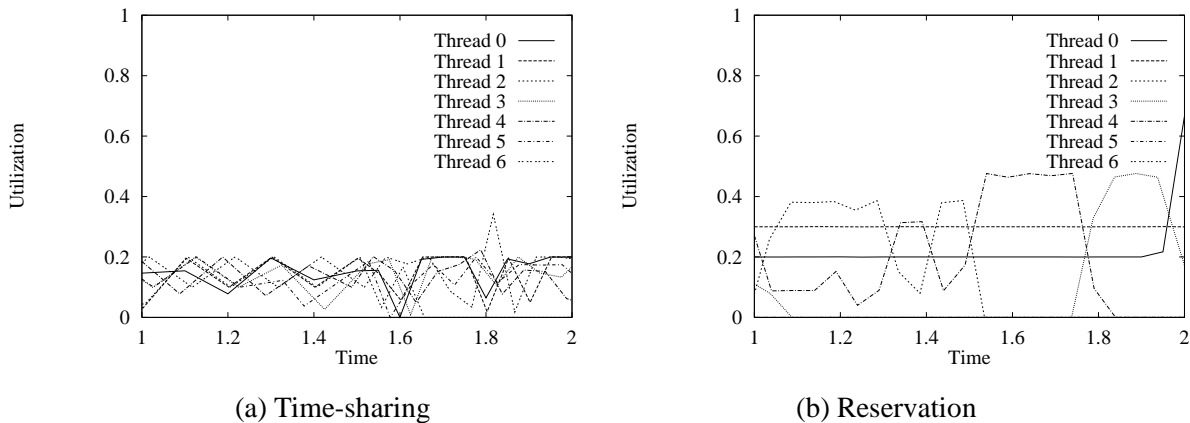 1
0.8
0.6
0.4
0.2
0
Utilization
Thread 0
Thread 1
Thread 2
Thread 3
Thread 4
Thread 5
Thread 6
1
1.2
1.4
1.6
1.8
2
Time
(a) Time-sharing
1
0.8
0.6
0.4
0.2
0
Utilization
Thread 0
Thread 1
Thread 2
Thread 3
Thread 4
Thread 5
Thread 6
1
1.2
1.4
1.6
1.8
2
Time
(b) Reservation